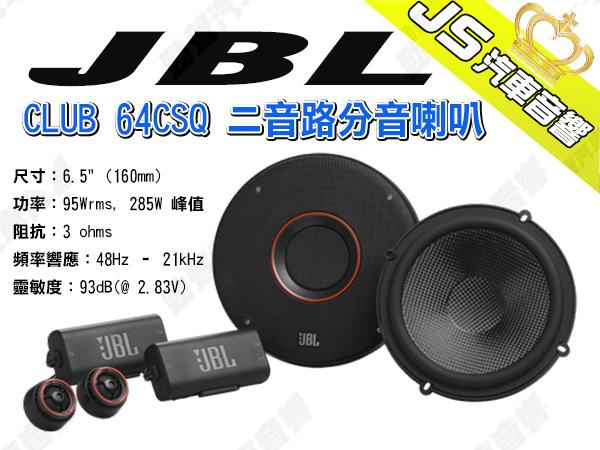 JBL
JS汽車音響
CLUB 64CSQ 二音路分音喇叭
尺寸：6.5" (160mm)
功率：95Wrms, 285W 峰值
阻抗：3 ohms
頻率響應：48Hz – 21kHz
靈敏度：93dB(@ 2.83V)
JBL
JBL
JBL